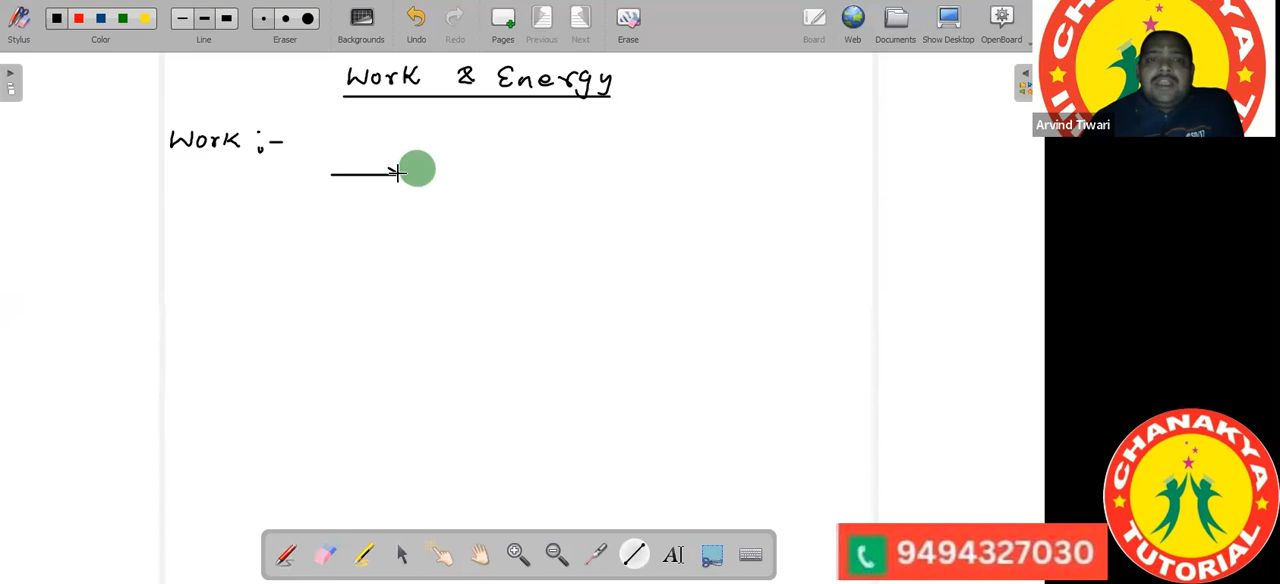 Stylus
Color
Line
Eraser
Backgrounds
Undo
Redo
Pages
Previous
Next
Erase
Board
Web
Documents
Show Desktop
OpenBoard
Work & Energy
Work :-
Arvind Tiwari
CHANAKYA
TUTORIAL
9494327030